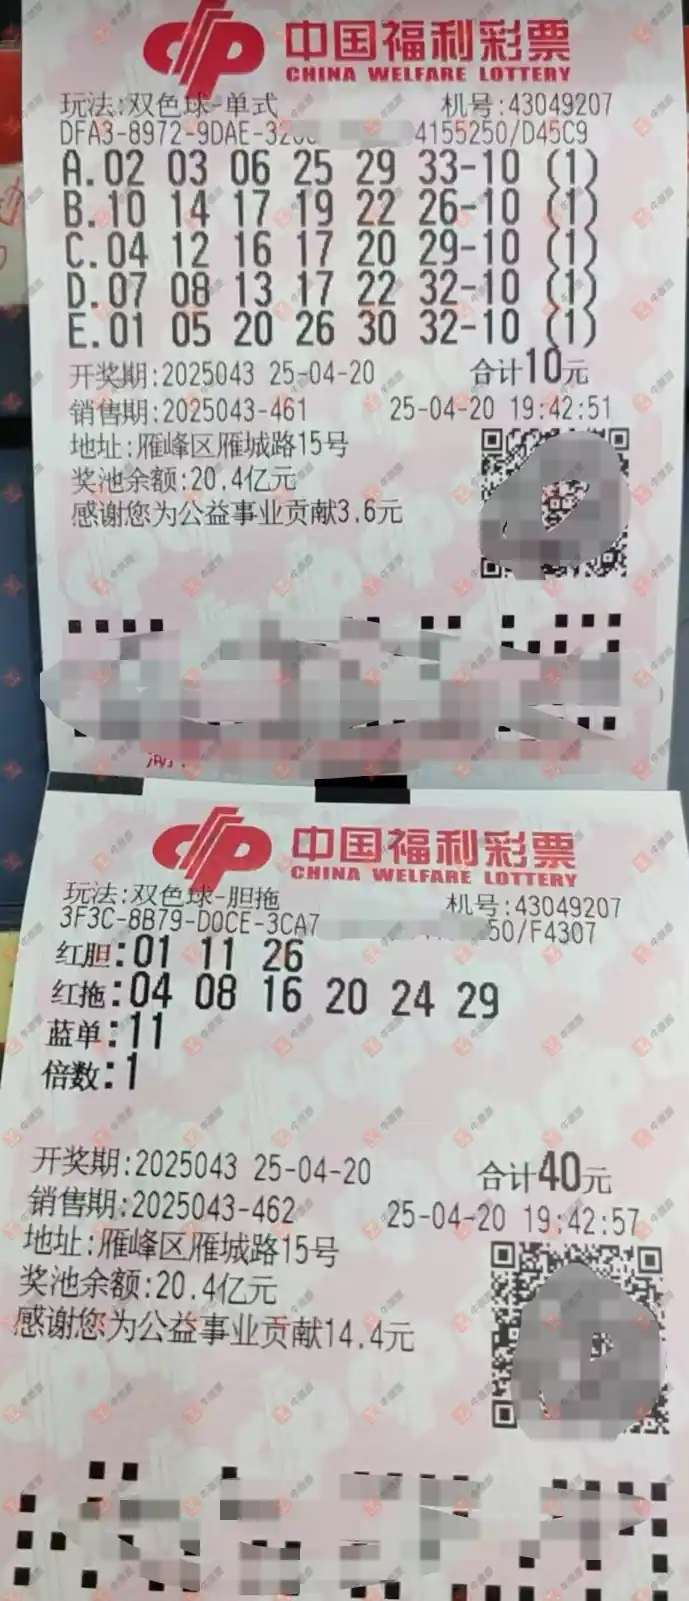 中国福利彩票
CHINA WELFARE LOTTERY
玩法:双色球-单式 机号:43049207
DFA3-8972-9DAE-32 4155250/D45C9
A.02 03 06 25 29 33-10 (1)
B.10 14 17 19 22 26-10 (1)
C.04 12 16 17 20 29-10 (1)
D.07 08 13 17 22 32-10 (1)
E.01 05 20 26 30 32-10 (1)
开奖期:2025043 25-04-20 合计10元
销售期:2025043-461 25-04-20 19:42:51
地址:雁峰区雁城路15号
奖池余额:20.4亿元
感谢您为公益事业贡献3.6元
中国福利彩票
CHINA WELFARE LOTTERY
玩法:双色球-胆拖 机号:43049207
3F3C-8B79-D0CE-3CA7 50/F4307
红胆:01 11 26
红拖:04 08 16 20 24 29
蓝单:11
倍数:1
开奖期:2025043 25-04-20 合计40元
销售期:2025043-462 25-04-20 19:42:57
地址:雁峰区雁城路15号
奖池余额:20.4亿元
感谢您为公益事业贡献14.4元